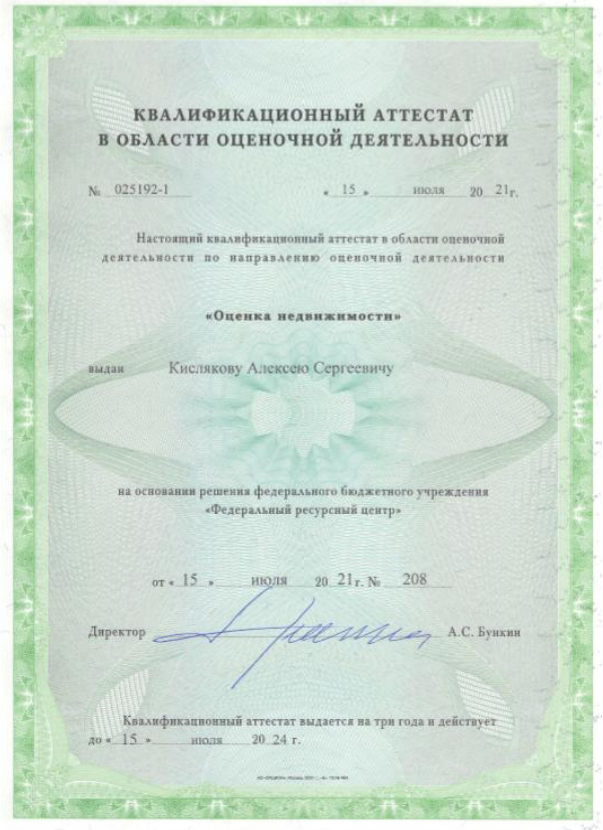 КВАЛИФИКАЦИОННЫЙ АТТЕСТАТ
В ОБЛАСТИ ОЦЕНОЧНОЙ ДЕЯТЕЛЬНОСТИ
№ 025192-1 « 15 » июля 20 21г.
Настоящий квалификационный аттестат в области оценочной
деятельности по направлению оценочной деятельности
«Оценка недвижимости»
выдан Кислякову Алексею Сергеевичу
на основании решения федерального бюджетного учреждения
«Федеральный ресурсный центр»
от « 15 » июля 20 21г. № 208
Директор А.С. Бункин
Квалификационный аттестат выдается на три года и действует
до « 15 » июля 20 24 г.